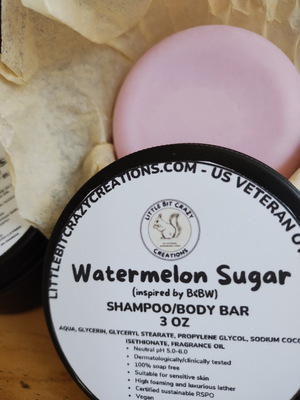 LITTLEBITCRAZYCREATIONS.COM - US VETERAN
LITTLE BIT CRAZY
CREATIONS
Watermelon Sugar
(inspired by B&BW)
SHAMPOO/BODY BAR
3 OZ
AQUA, GLYCERIN, GLYCERYL STEARATE, PROPYLENE GLYCOL, SODIUM COCO
ISETHIONATE, FRAGRANCE OIL
• Neutral pH 5.0-6.0
• Dermatologically/clinically tested
• 100% soap free
• Suitable for sensitive skin
• High foaming and luxurious lather
• Certified sustainable RSPO
• Vegan